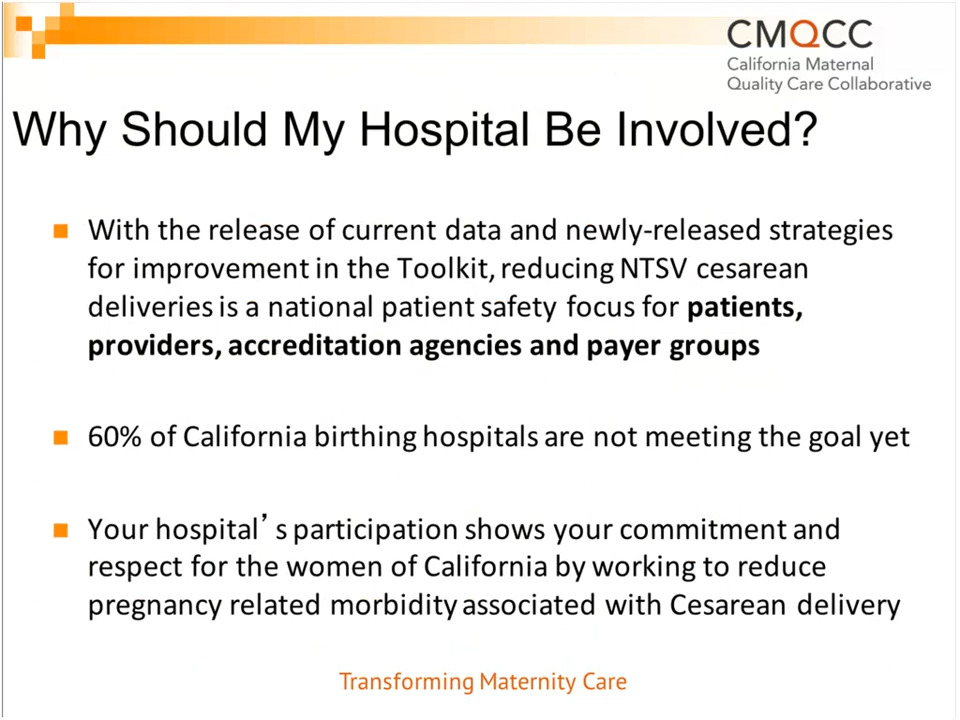 CMQCC
California Maternal
Quality Care Collaborative
Why Should My Hospital Be Involved?
With the release of current data and newly-released strategies
for improvement in the Toolkit, reducing NTSV cesarean
deliveries is a national patient safety focus for patients,
providers, accreditation agencies and payer groups
60% of California birthing hospitals are not meeting the goal yet
Your hospital’s participation shows your commitment and
respect for the women of California by working to reduce
pregnancy related morbidity associated with Cesarean delivery
Transforming Maternity Care